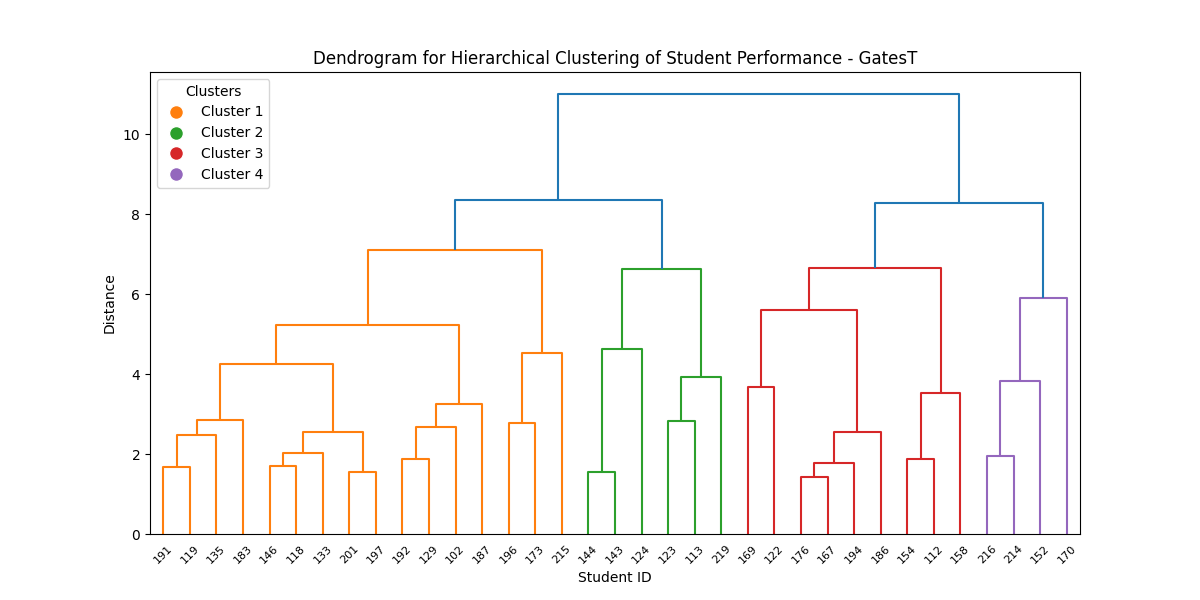 Dendrogram for Hierarchical Clustering of Student Performance - GatesT
Clusters
Cluster 1
Cluster 2
Cluster 3
Cluster 4
Distance
10
8
6
4
2
0
191 119 135 183 146 118 133 201 197 192 129 102 187 196 173 215 144 143 124 123 113 219 169 122 176 167 194 186 154 112 158 216 214 152 170
Student ID